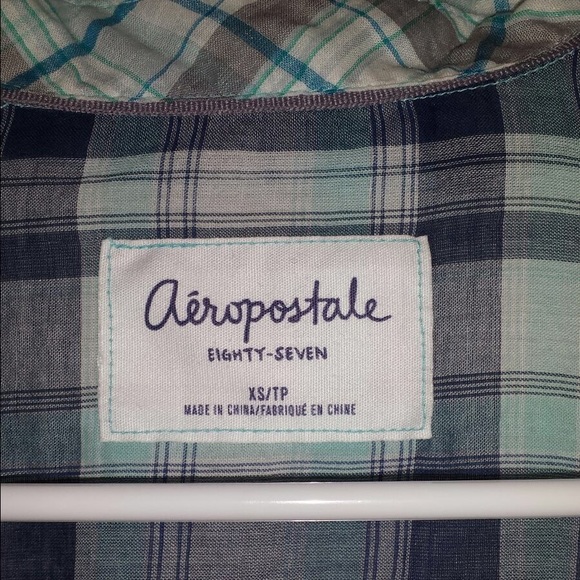 aéropostale
EIGHTY-SEVEN
XS/TP
MADE IN CHINA/FABRIQUÉ EN CHINE